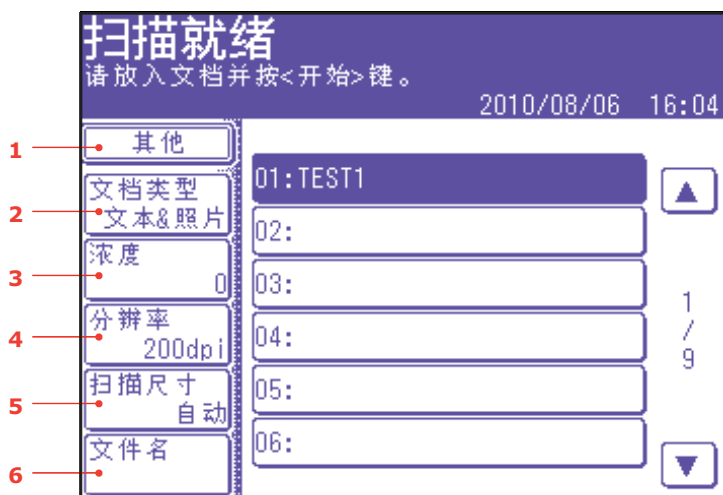 扫描就绪
请放入文档并按<开始>键。
2010/08/06 16:04
1
其他
2
文档类型
文本&照片
3
浓度
0
4
分辨率
200dpi
5
扫描尺寸
自动
6
文件名
01:TEST1
02:
03:
04:
05:
06:
▲
1
/
9
▼